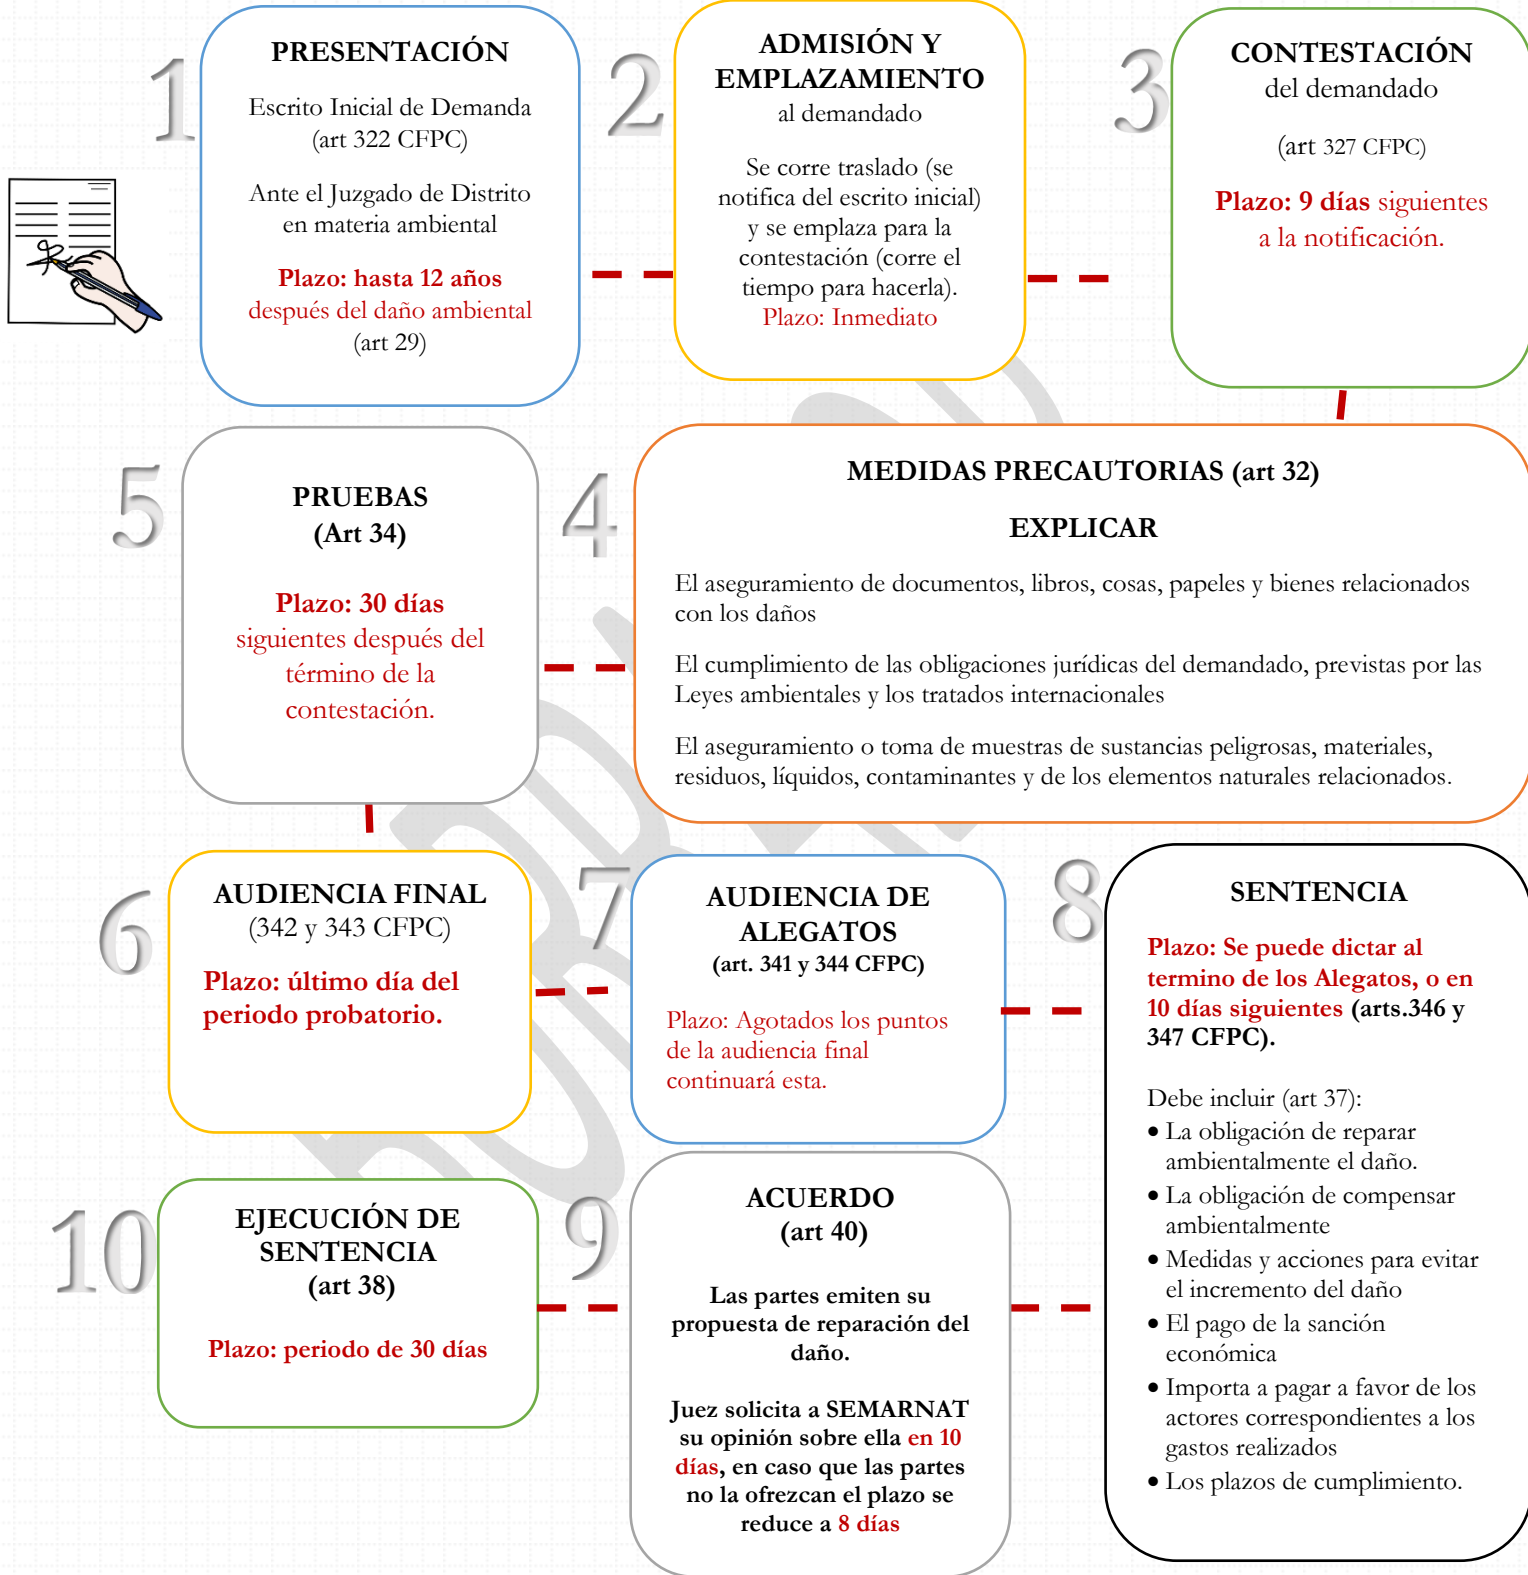 1
PRESENTACIÓN
Escrito Inicial de Demanda
(art 322 CFPC)
Ante el Juzgado de Distrito
en materia ambiental
Plazo: hasta 12 años
después del daño ambiental
(art 29)
2
ADMISIÓN Y
EMPLAZAMIENTO
al demandado
Se corre traslado (se
notifica del escrito inicial)
y se emplaza para la
contestación (corre el
tiempo para hacerla).
Plazo: Inmediato
3
CONTESTACIÓN
del demandado
(art 327 CFPC)
Plazo: 9 días siguientes
a la notificación.
4
MEDIDAS PRECAUTORIAS (art 32)
EXPLICAR
El aseguramiento de documentos, libros, cosas, papeles y bienes relacionados
con los daños
El cumplimiento de las obligaciones jurídicas del demandado, previstas por las
Leyes ambientales y los tratados internacionales
El aseguramiento o toma de muestras de sustancias peligrosas, materiales,
residuos, líquidos, contaminantes y de los elementos naturales relacionados.
5
PRUEBAS
(Art 34)
Plazo: 30 días
siguientes después del
término de la
contestación.
6
AUDIENCIA FINAL
(342 y 343 CFPC)
Plazo: último día del
periodo probatorio.
7
AUDIENCIA DE
ALEGATOS
(art. 341 y 344 CFPC)
Plazo: Agotados los puntos
de la audiencia final
continuará esta.
8
SENTENCIA
Plazo: Se puede dictar al
termino de los Alegatos, o en
10 días siguientes (arts.346 y
347 CFPC).
Debe incluir (art 37):
• La obligación de reparar
ambientalmente el daño.
• La obligación de compensar
ambientalmente
• Medidas y acciones para evitar
el incremento del daño
• El pago de la sanción
económica
• Importa a pagar a favor de los
actores correspondientes a los
gastos realizados
• Los plazos de cumplimiento.
9
ACUERDO
(art 40)
Las partes emiten su
propuesta de reparación del
daño.
Juez solicita a SEMARNAT
su opinión sobre ella en 10
días, en caso que las partes
no la ofrezcan el plazo se
reduce a 8 días
10
EJECUCIÓN DE
SENTENCIA
(art 38)
Plazo: periodo de 30 días